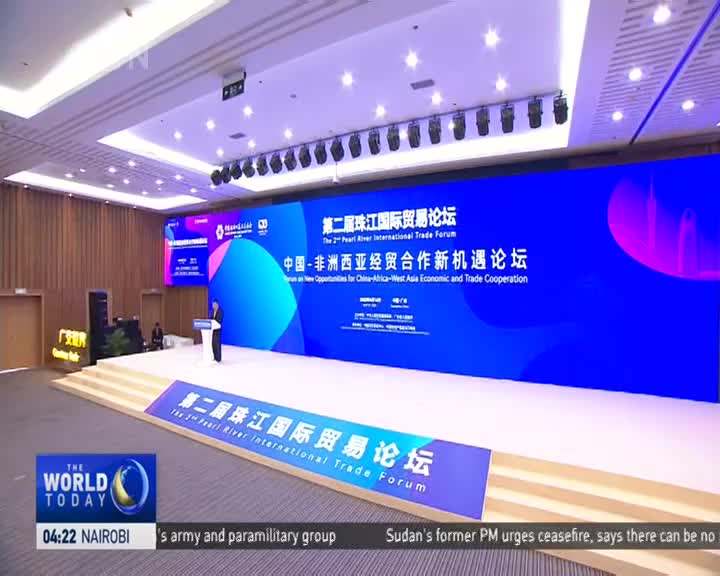 第二届珠江国际贸易论坛
The 2nd Pearl River International Trade Forum
中国-非洲西亚经贸合作新机遇论坛
Forum on New Opportunities for China-Africa-West Asia Economic and Trade Cooperation
第二届珠江国际贸易论坛
The 2nd Pearl River International Trade Forum
THE
WORLD
TODAY
04:22 NAIROBI
's army and paramilitary group Sudan's former PM urges ceasefire, says there can be no